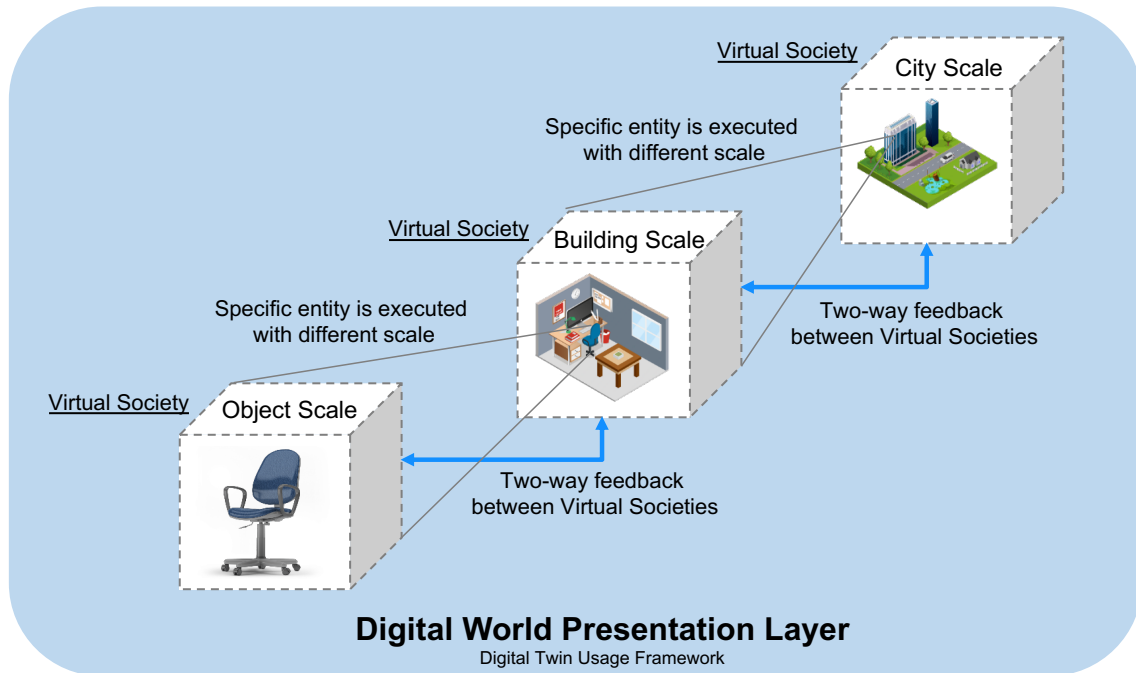 Virtual Society
City Scale
Specific entity is executed
with different scale
Virtual Society
Building Scale
Two-way feedback
between Virtual Societies
Specific entity is executed
with different scale
Virtual Society
Object Scale
Two-way feedback
between Virtual Societies
Digital World Presentation Layer
Digital Twin Usage Framework